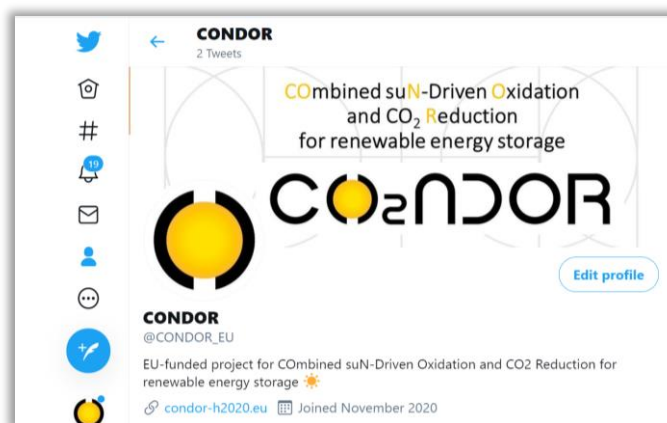 CONDOR
2 Tweets
COmbined suN-Driven Oxidation
and CO₂ Reduction
for renewable energy storage
CO₂NDOR
19
Edit profile
CONDOR
@CONDOR_EU
EU-funded project for COmbined suN-Driven Oxidation and CO2 Reduction for
renewable energy storage ☀
condor-h2020.eu Joined November 2020